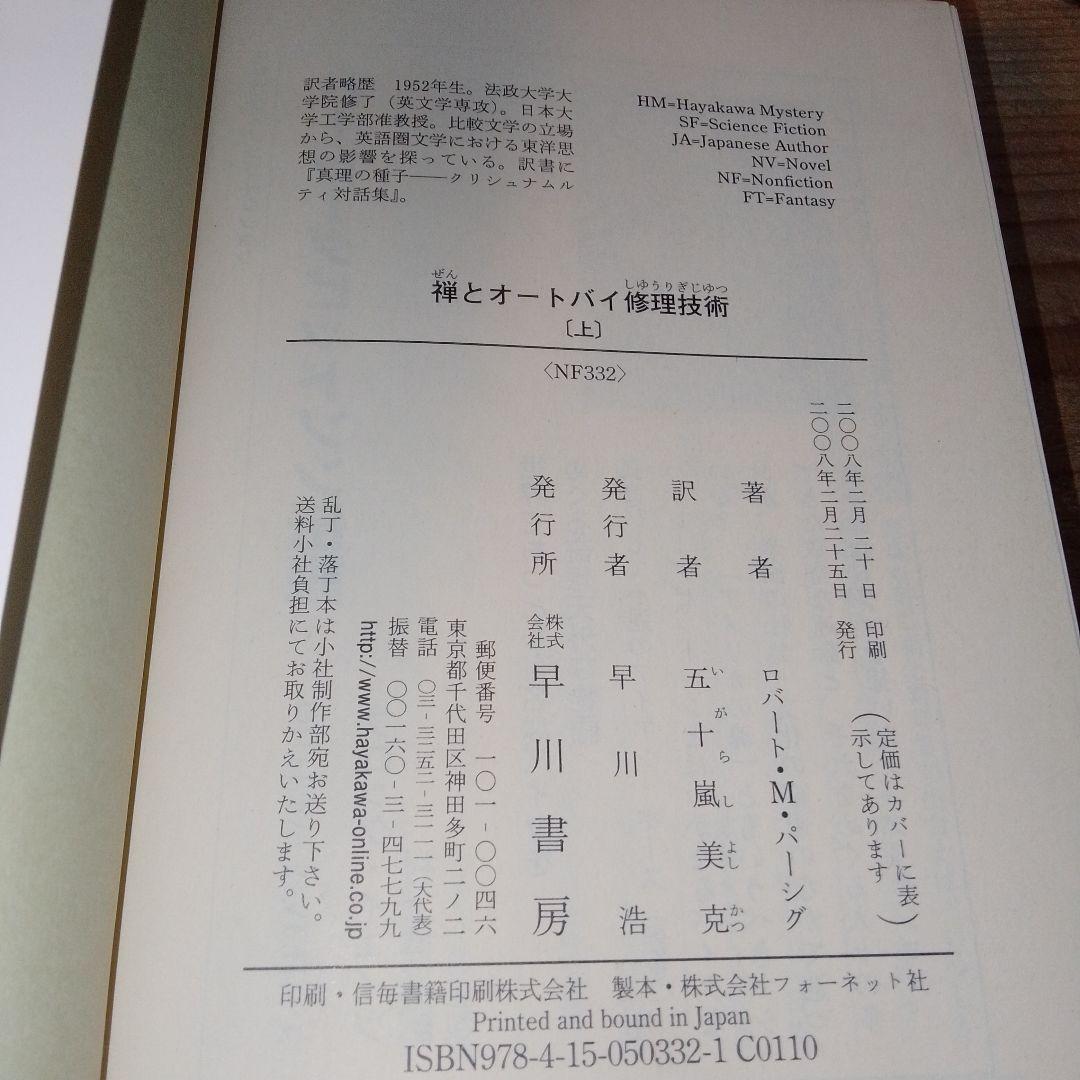 訳者略歴　1952年生。法政大学大
学院修了（英文学専攻）。日本大
学工学部准教授。比較文学の立場
から、英語圏文学における東洋思
想の影響を探っている。訳書に
『真理の種子――クリシュナムル
ティ対話集』。
HM=Hayakawa Mystery
SF=Science Fiction
JA=Japanese Author
NV=Novel
NF=Nonfiction
FT=Fantasy
ぜん　しゆうりぎじゆつ
禅とオートバイ修理技術
〔上〕
〈NF332〉
二〇〇八年二月二十日　印刷
二〇〇八年二月二十五日　発行
（定価はカバーに表
示してあります）
著者　ロバート・M・パーシグ
訳者　五十嵐美克
いがらしよしかつ
発行者　早川浩
発行所　株式会社　早川書房
郵便番号　一〇一-〇〇四六
東京都千代田区神田多町二ノ二
電話　〇三-三二五二-三一一一（大代表）
振替　〇〇一六〇-三-四七七九九
http://www.hayakawa-online.co.jp
乱丁・落丁本は小社制作部宛お送り下さい。
送料小社負担にてお取りかえいたします。
印刷・信毎書籍印刷株式会社　製本・株式会社フォーネット社
Printed and bound in Japan
ISBN978-4-15-050332-1 C0110